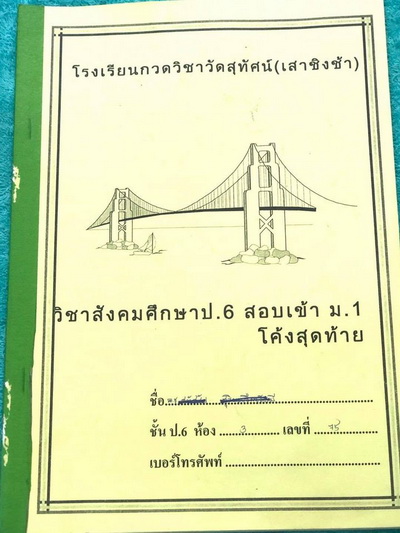 โรงเรียนกวดวิชาวัดสุทัศน์(เสาชิงช้า)
วิชาสังคมศึกษาป.6 สอบเข้า ม.1
โค้งสุดท้าย
ชื่อ
ชั้น ป.6 ห้อง ....3.... เลขที่
เบอร์โทรศัพท์